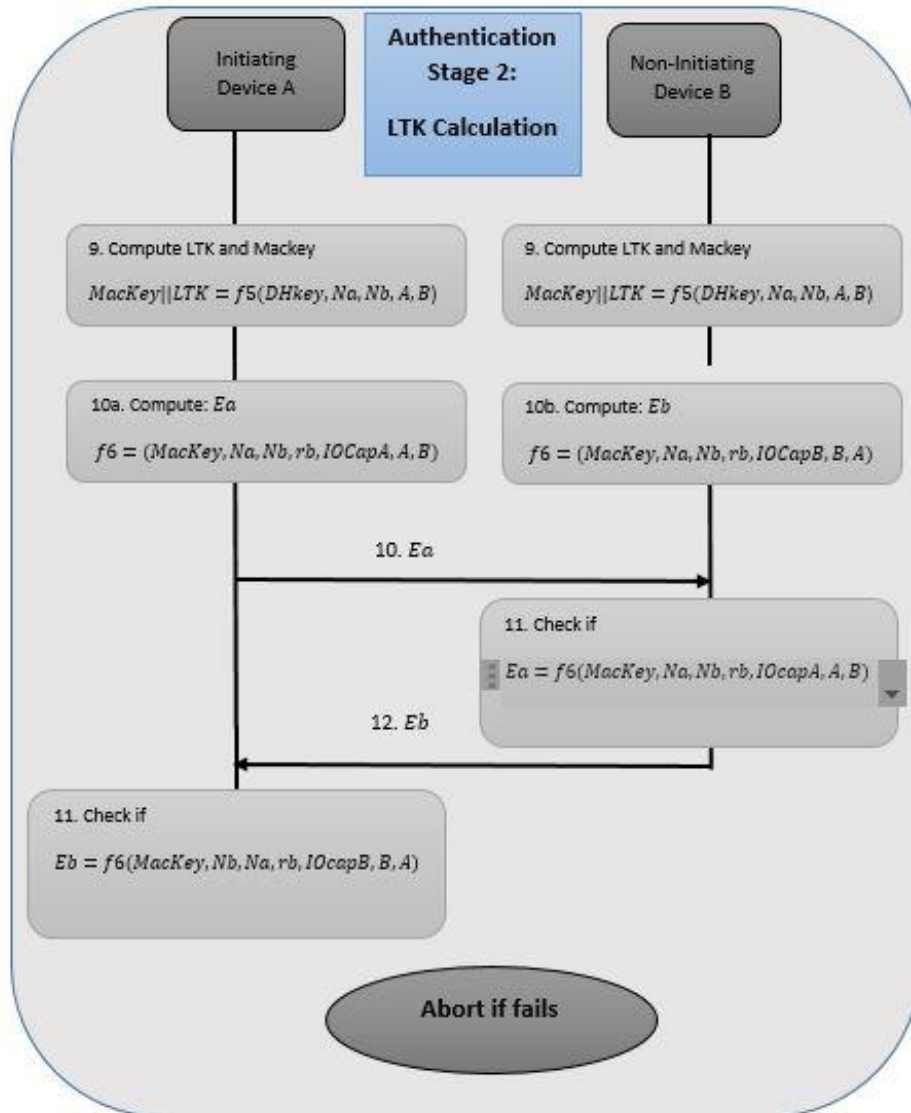 Initiating
Device A
Authentication
Stage 2:
LTK Calculation
Non-Initiating
Device B
9. Compute LTK and Mackey
MacKey||LTK = f5(DHkey, Na, Nb, A, B)
9. Compute LTK and Mackey
MacKey||LTK = f5(DHkey, Na, Nb, A, B)
10a. Compute: Ea
f6 = (MacKey, Na, Nb, rb, IOCapA, A, B)
10b. Compute: Eb
f6 = (MacKey, Na, Nb, rb, IOCapB, B, A)
10. Ea
11. Check if
Ea = f6(MacKey, Na, Nb, rb, IOcapA, A, B)
12. Eb
11. Check if
Eb = f6(MacKey, Nb, Na, rb, IOcapB, B, A)
Abort if fails